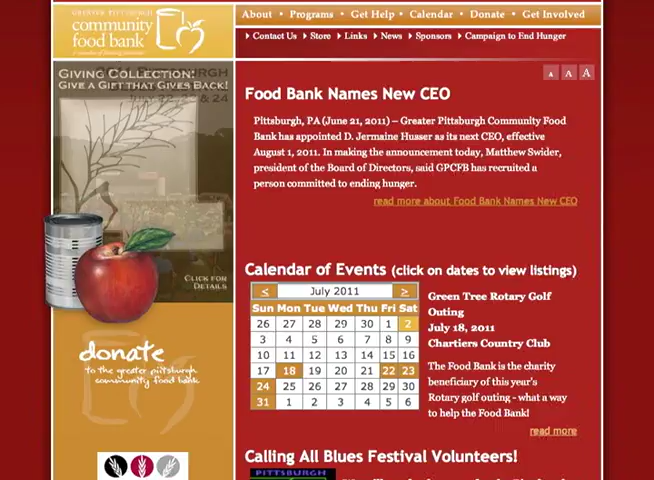 GREATER PITTSBURGH
community
food bank
About • Programs • Get Help • Calendar • Donate • Get Involved
Contact Us Store Links News Sponsors Campaign to End Hunger
Giving Collection:
Give a Gift that Gives Back!
July 22, 23 & 24
Click for
Details
donate
to the greater pittsburgh
community food bank
A A A
Food Bank Names New CEO
Pittsburgh, PA (June 21, 2011) – Greater Pittsburgh Community Food
Bank has appointed D. Jermaine Husser as its next CEO, effective
August 1, 2011. In making the announcement today, Matthew Swider,
president of the Board of Directors, said GPCFB has recruited a
person committed to ending hunger.
read more about Food Bank Names New CEO
Calendar of Events (click on dates to view listings)
< July 2011 >
Sun Mon Tue Wed Thu Fri Sat
26 27 28 29 30 1 2
3 4 5 6 7 8 9
10 11 12 13 14 15 16
17 18 19 20 21 22 23
24 25 26 27 28 29 30
31 1 2 3 4 5 6
Green Tree Rotary Golf
Outing
July 18, 2011
Chartiers Country Club
The Food Bank is the charity
beneficiary of this year's
Rotary golf outing - what a way
to help the Food Bank!
read more
Calling All Blues Festival Volunteers!
PITTSBURGH